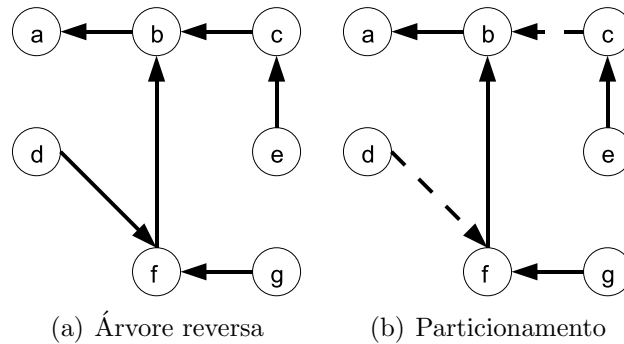 a b c a b c
d e d e
f g f g
(a) Árvore reversa (b) Particionamento